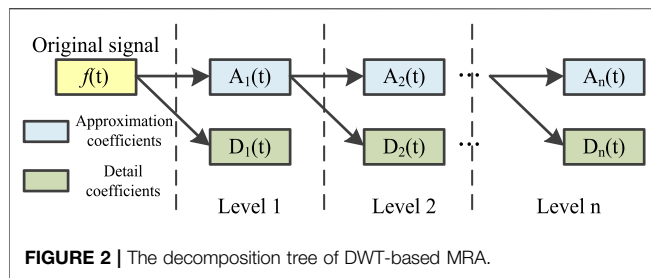 Original signal
f(t) A₁(t) A₂(t) ··· Aₙ(t)
Approximation
coefficients
Detail
coefficients
D₁(t) D₂(t) ··· Dₙ(t)
Level 1 Level 2 Level n
FIGURE 2 | The decomposition tree of DWT-based MRA.